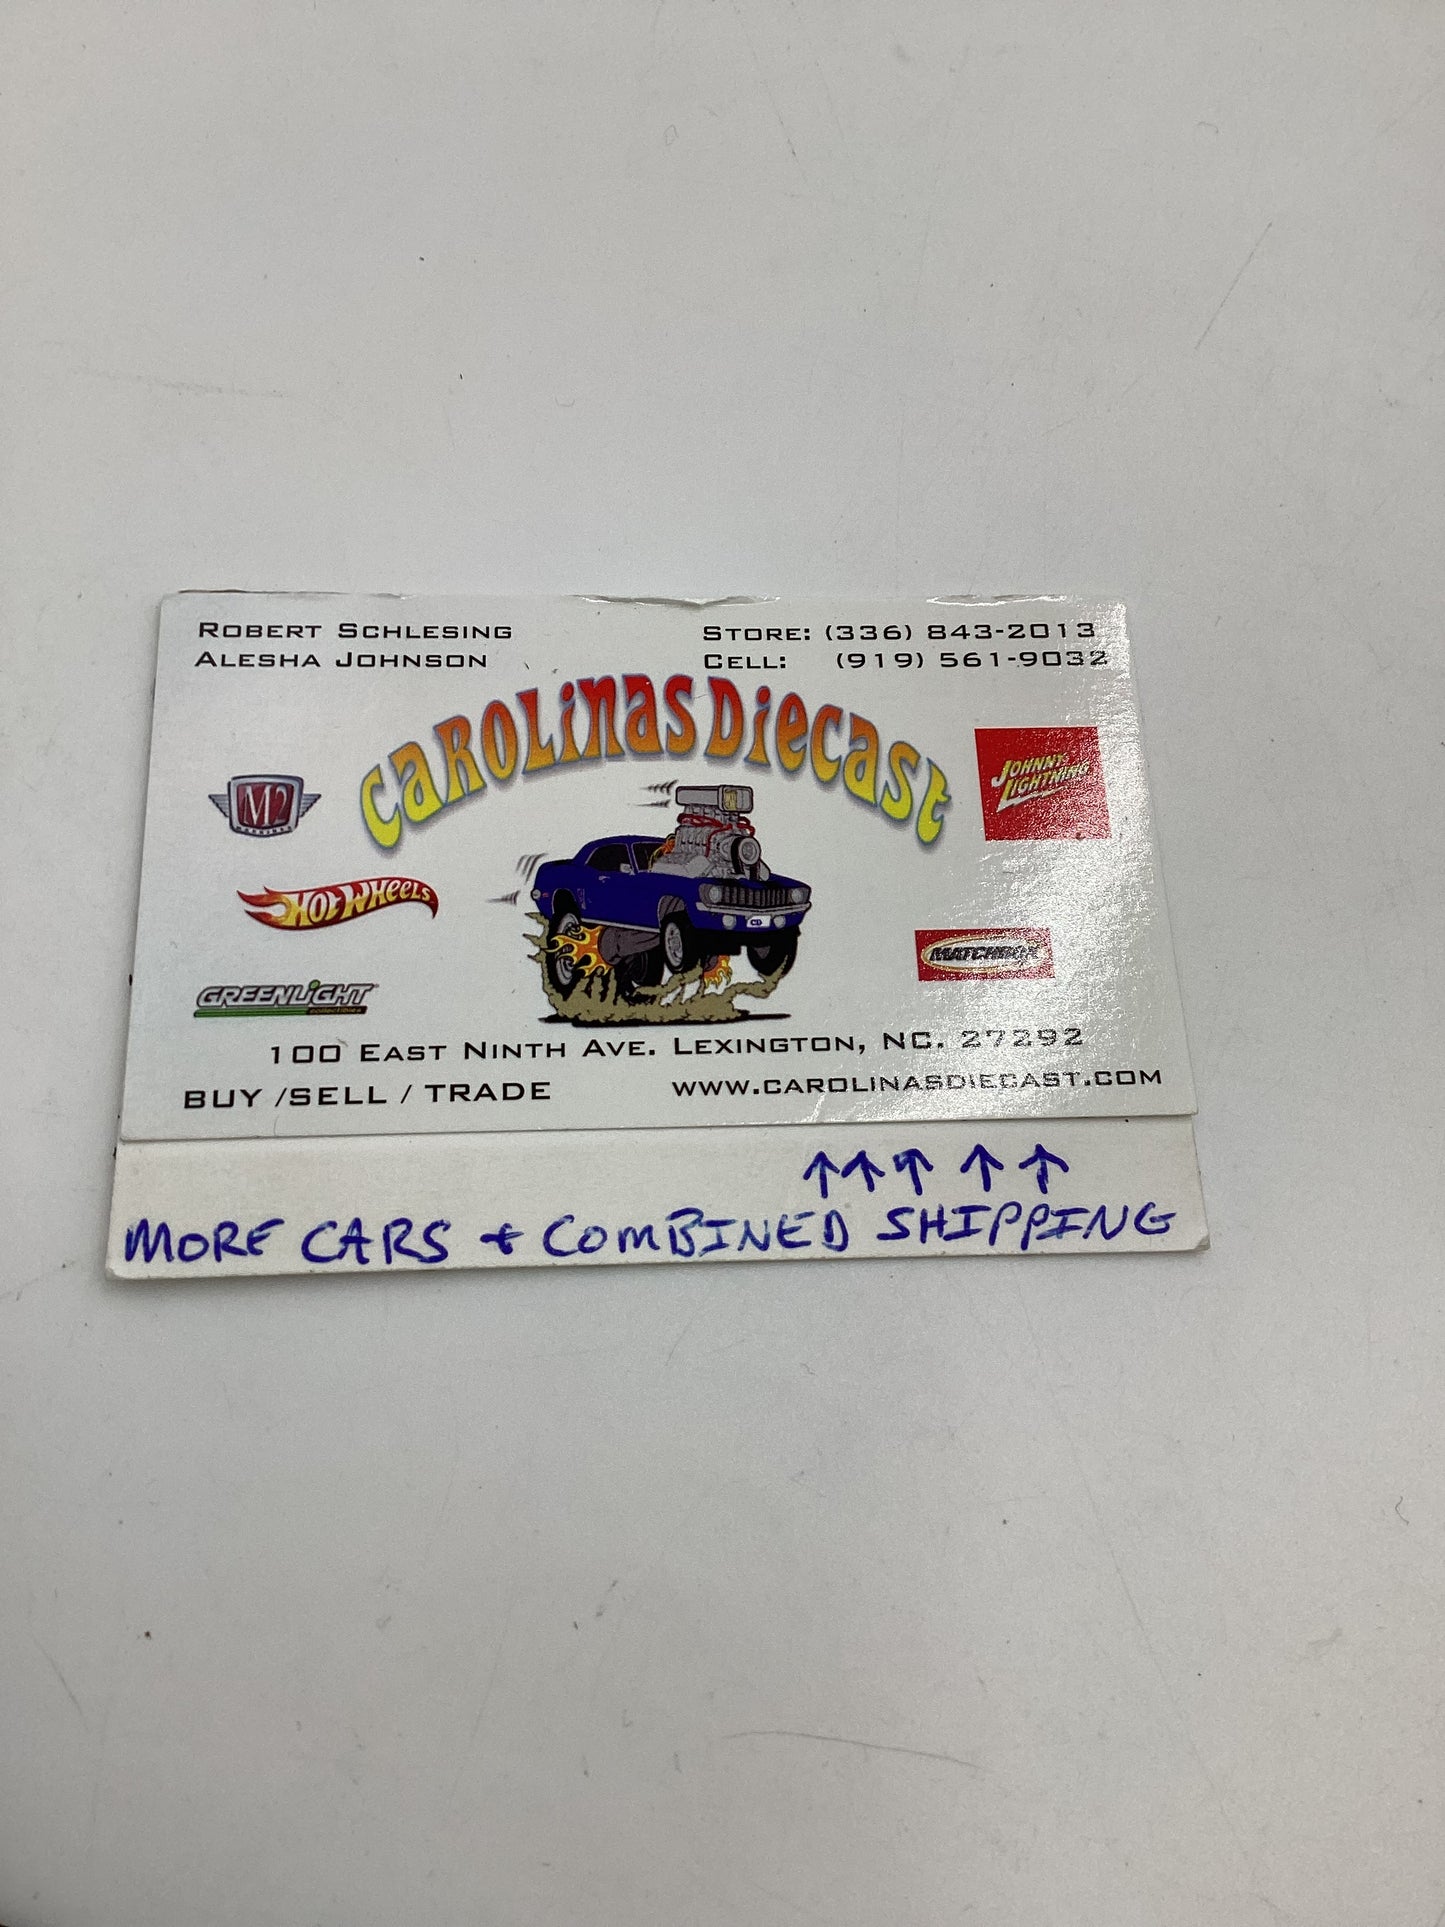 ROBERT SCHLESING
ALESHA JOHNSON
STORE: (336) 843-2013
CELL: (919) 561-9032
CAROLINAS DIECAST
M2
MACHINES
JOHNNY
LIGHTNING
HOT WHEELS
MATCHBOX
GREENLIGHT
collectibles
100 EAST NINTH AVE. LEXINGTON, NC. 27292
BUY /SELL / TRADE
WWW.CAROLINASDIECAST.COM
↑↑↑ ↑ ↑
MORE CARS + COMBINED SHIPPING